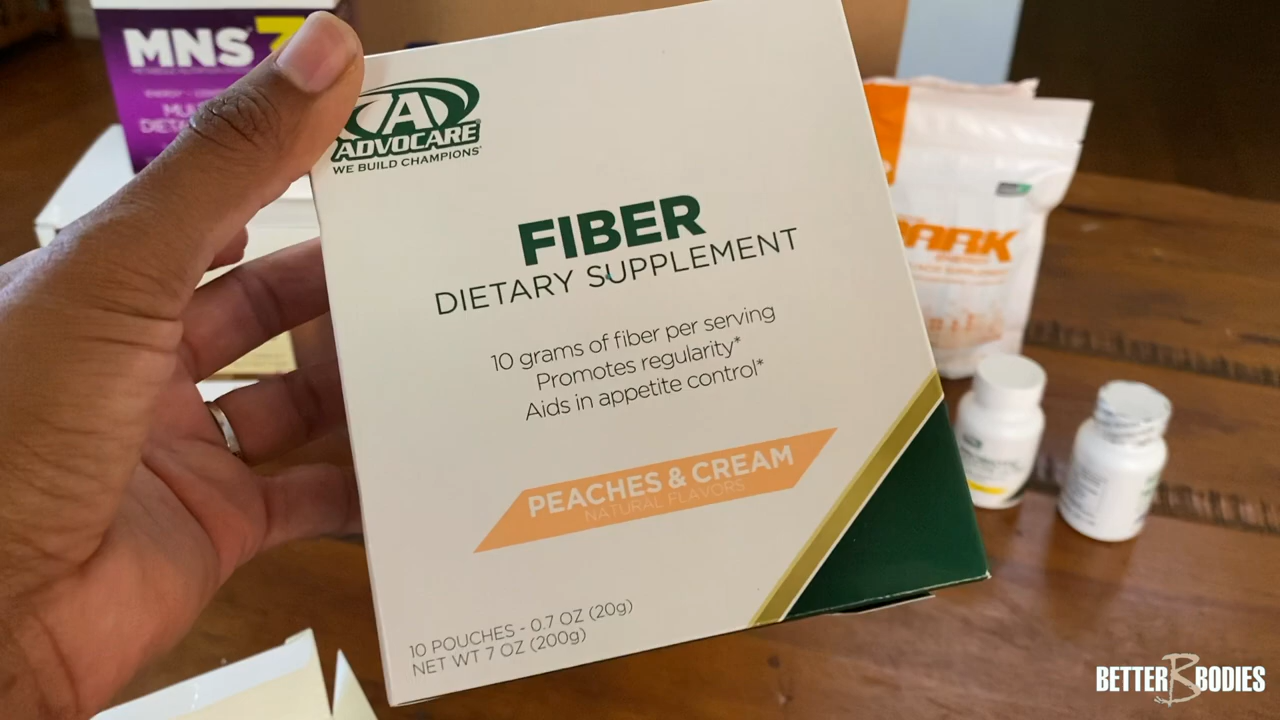 MNS
ADVOCARE
WE BUILD CHAMPIONS
FIBER
DIETARY SUPPLEMENT
10 grams of fiber per serving
Promotes regularity*
Aids in appetite control*
PEACHES & CREAM
NATURAL FLAVORS
10 POUCHES - 0.7 OZ (20g)
NET WT 7 OZ (200g)
ARK
BETTER B BODIES